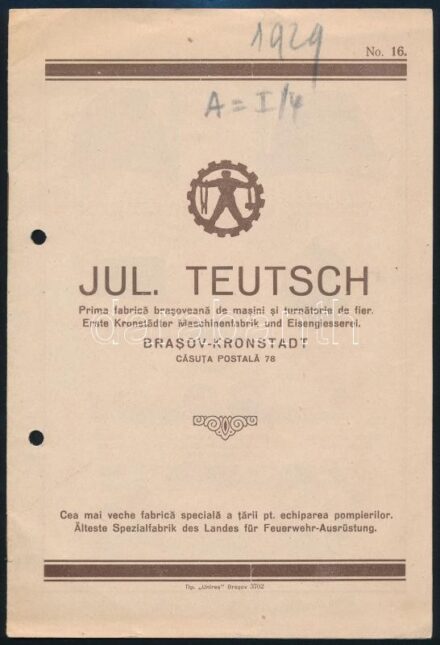 1929
No. 16.
A = I/4
JUL. TEUTSCH
Prima fabrică brașoveană de mașini și turnătorie de fier.
Erste Kronstädter Maschinenfabrik und Eisengiesserei.
BRAȘOV-KRONSTADT
CĂSUȚA POSTALĂ 78
darabanth
Cea mai veche fabrică specială a țării pt. echiparea pompierilor.
Älteste Spezialfabrik des Landes für Feuerwehr-Ausrüstung.
Tip. „Unirea" Brașov 3702